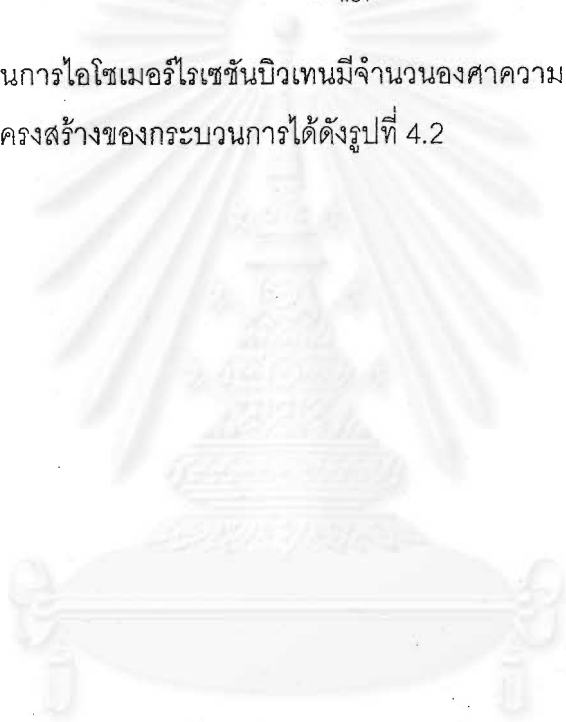 นการไอโซเมอร์ไรเซชันบิวเทนมีจำนวนองศาความ
ครงสร้างของกระบวนการได้ดังรูปที่ 4.2